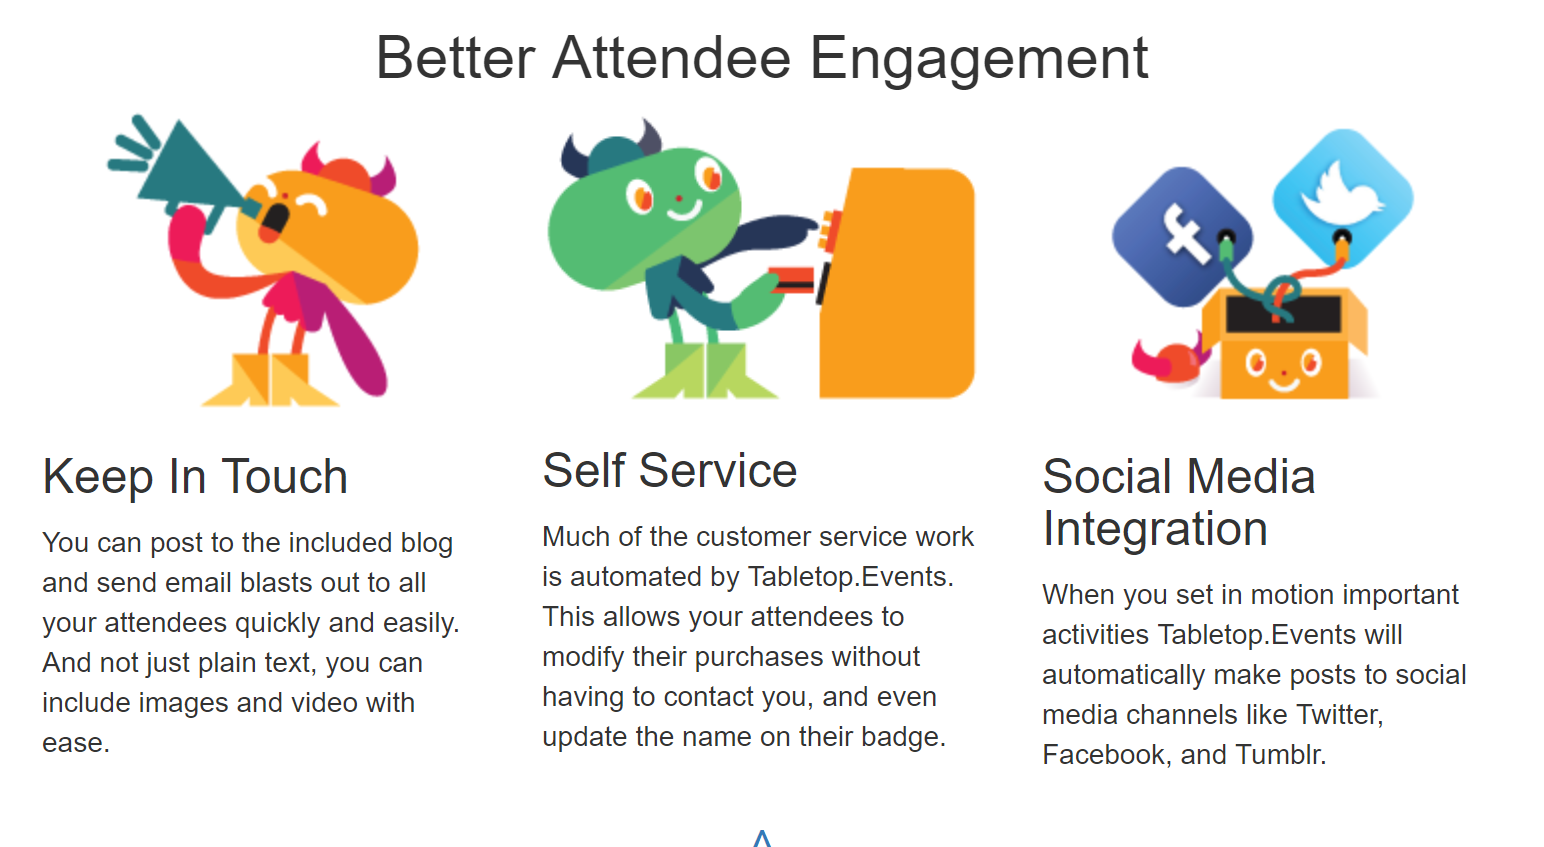 Better Attendee Engagement
Keep In Touch
You can post to the included blog
and send email blasts out to all
your attendees quickly and easily.
And not just plain text, you can
include images and video with
ease.
Self Service
Much of the customer service work
is automated by Tabletop.Events.
This allows your attendees to
modify their purchases without
having to contact you, and even
update the name on their badge.
Social Media
Integration
When you set in motion important
activities Tabletop.Events will
automatically make posts to social
media channels like Twitter,
Facebook, and Tumblr.
^